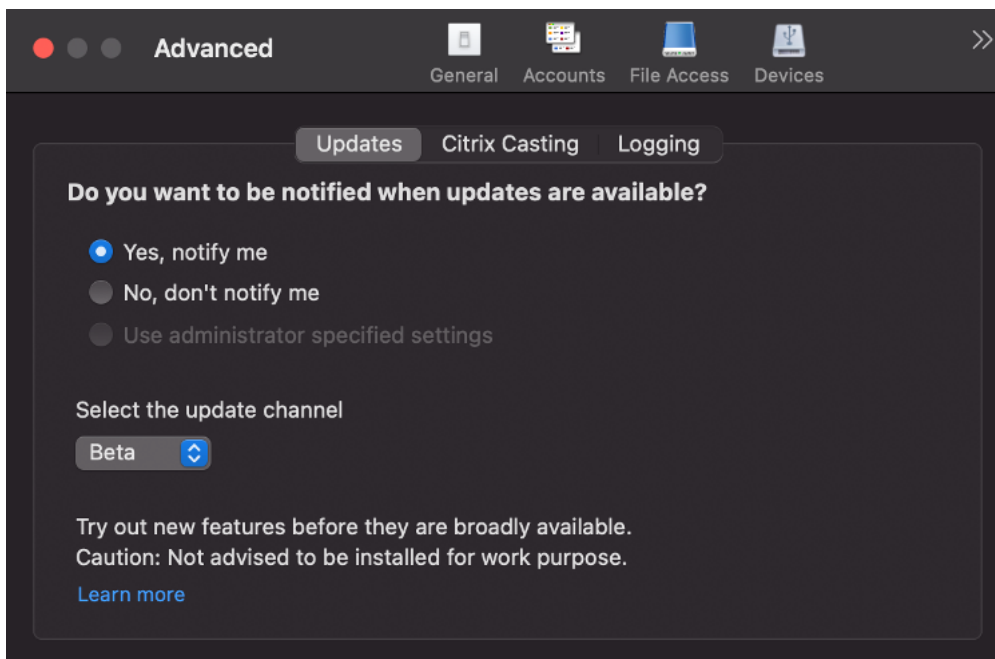 Advanced
General Accounts File Access Devices
Updates Citrix Casting Logging
Do you want to be notified when updates are available?
Yes, notify me
No, don't notify me
Use administrator specified settings
Select the update channel
Beta
Try out new features before they are broadly available.
Caution: Not advised to be installed for work purpose.
Learn more